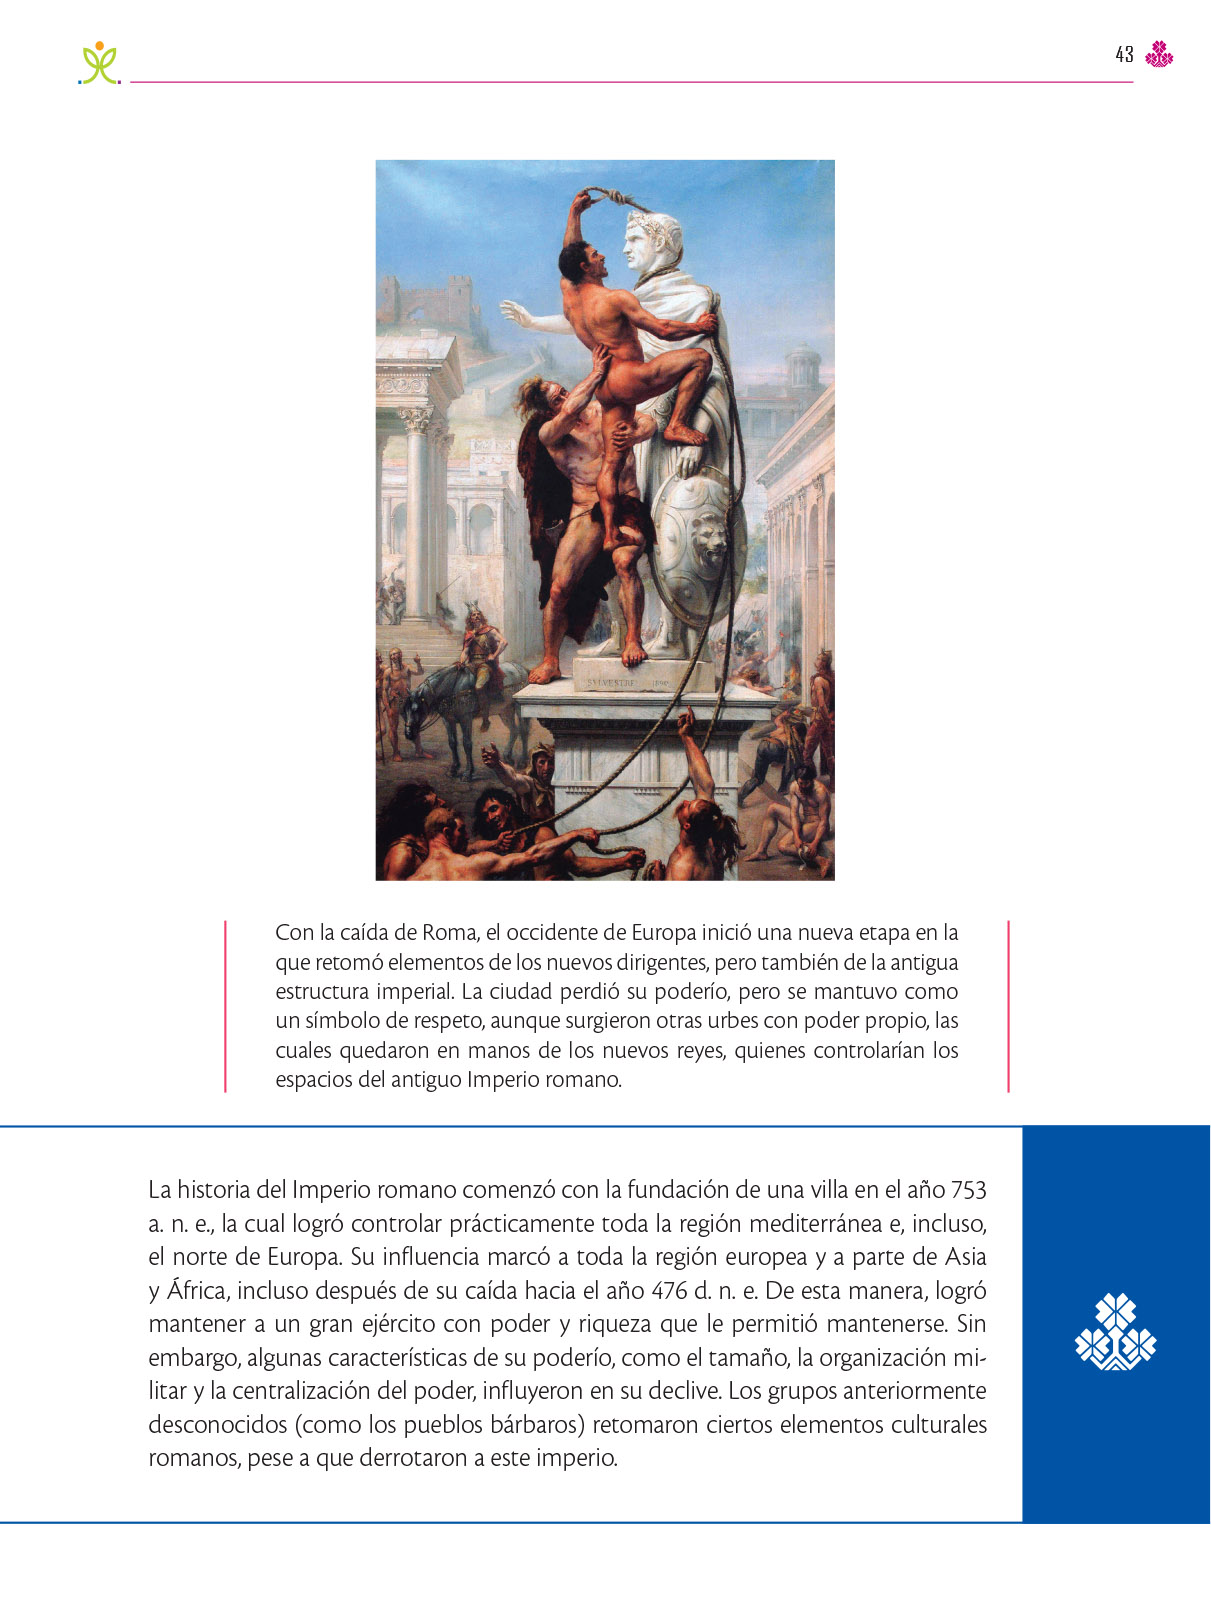 43
SYLVESTRE 1890
Con la caída de Roma, el occidente de Europa inició una nueva etapa en la
que retomó elementos de los nuevos dirigentes, pero también de la antigua
estructura imperial. La ciudad perdió su poderío, pero se mantuvo como
un símbolo de respeto, aunque surgieron otras urbes con poder propio, las
cuales quedaron en manos de los nuevos reyes, quienes controlarían los
espacios del antiguo Imperio romano.
La historia del Imperio romano comenzó con la fundación de una villa en el año 753
a. n. e., la cual logró controlar prácticamente toda la región mediterránea e, incluso,
el norte de Europa. Su influencia marcó a toda la región europea y a parte de Asia
y África, incluso después de su caída hacia el año 476 d. n. e. De esta manera, logró
mantener a un gran ejército con poder y riqueza que le permitió mantenerse. Sin
embargo, algunas características de su poderío, como el tamaño, la organización mi-
litar y la centralización del poder, influyeron en su declive. Los grupos anteriormente
desconocidos (como los pueblos bárbaros) retomaron ciertos elementos culturales
romanos, pese a que derrotaron a este imperio.